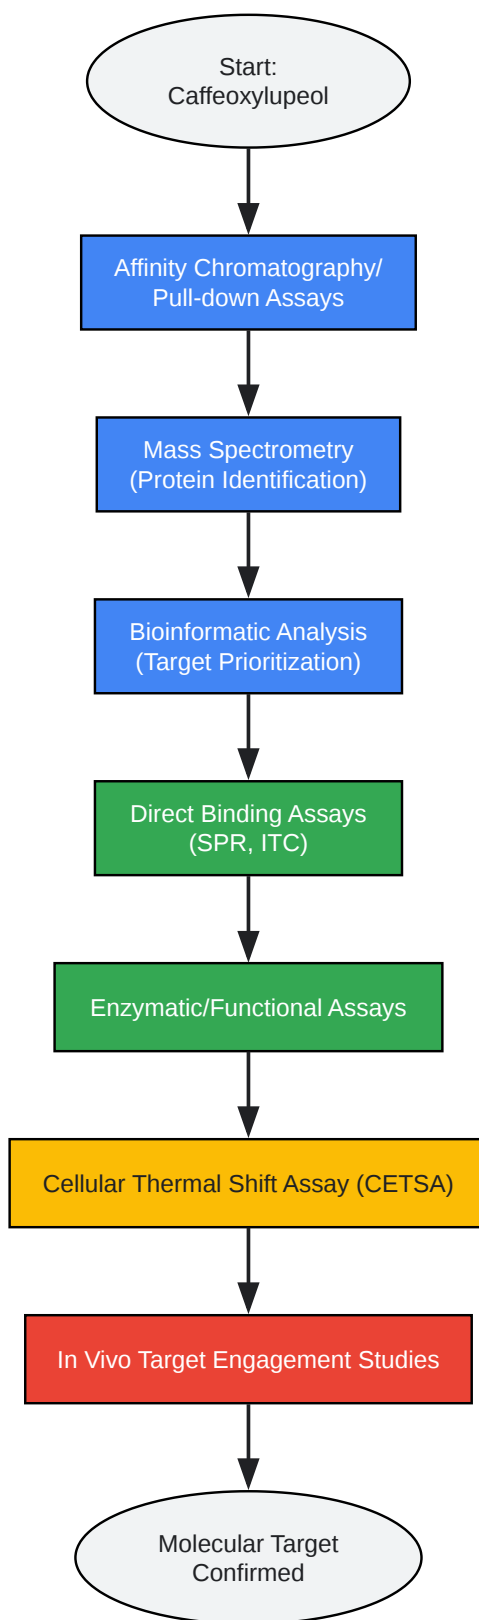 Start:
Caffeoxylupeol
Affinity Chromatography/
Pull-down Assays
Mass Spectrometry
(Protein Identification)
Bioinformatic Analysis
(Target Prioritization)
Direct Binding Assays
(SPR, ITC)
Enzymatic/Functional Assays
Cellular Thermal Shift Assay (CETSA)
In Vivo Target Engagement Studies
Molecular Target
Confirmed